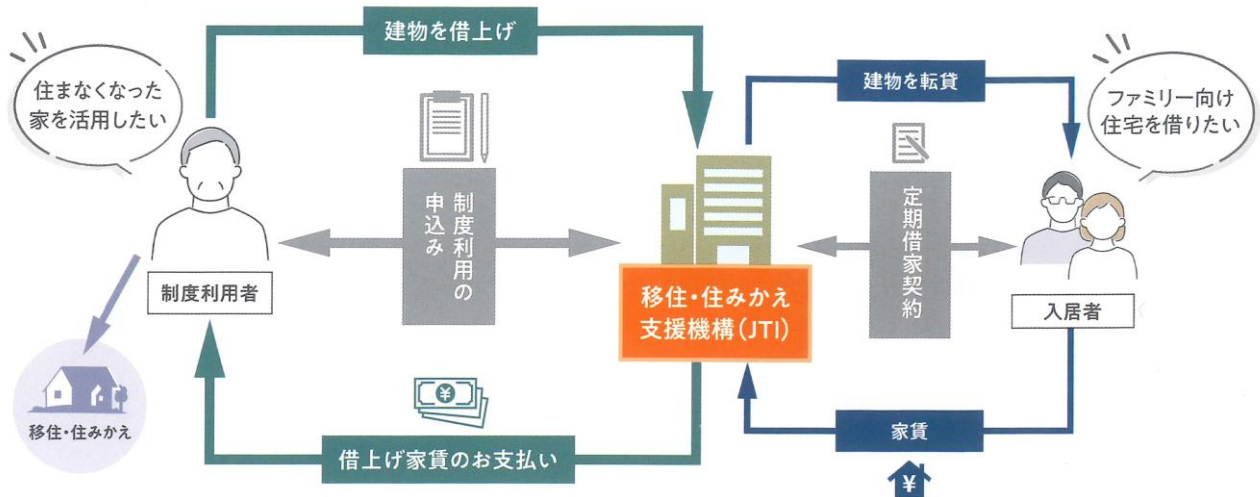 建物を借上げ
住まなくなった
家を活用したい
制度利用の
申込み
制度利用者
移住・住みかえ
借上げ家賃のお支払い
¥
移住・住みかえ
支援機構(JTI)
建物を転貸
ファミリー向け
住宅を借りたい
定期借家契約
入居者
家賃
¥